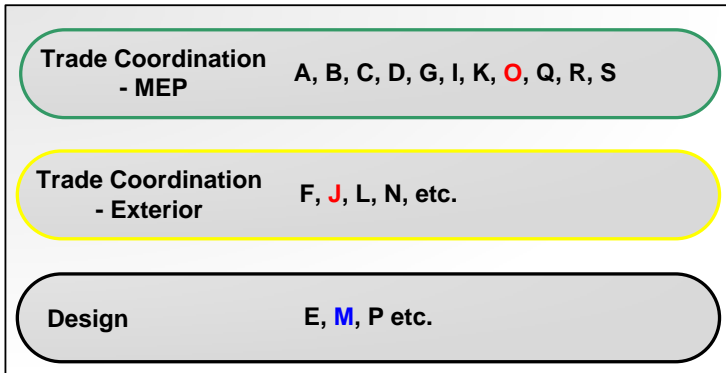 Trade Coordination
- MEP
A, B, C, D, G, I, K, O, Q, R, S
Trade Coordination
- Exterior
F, J, L, N, etc.
Design
E, M, P etc.